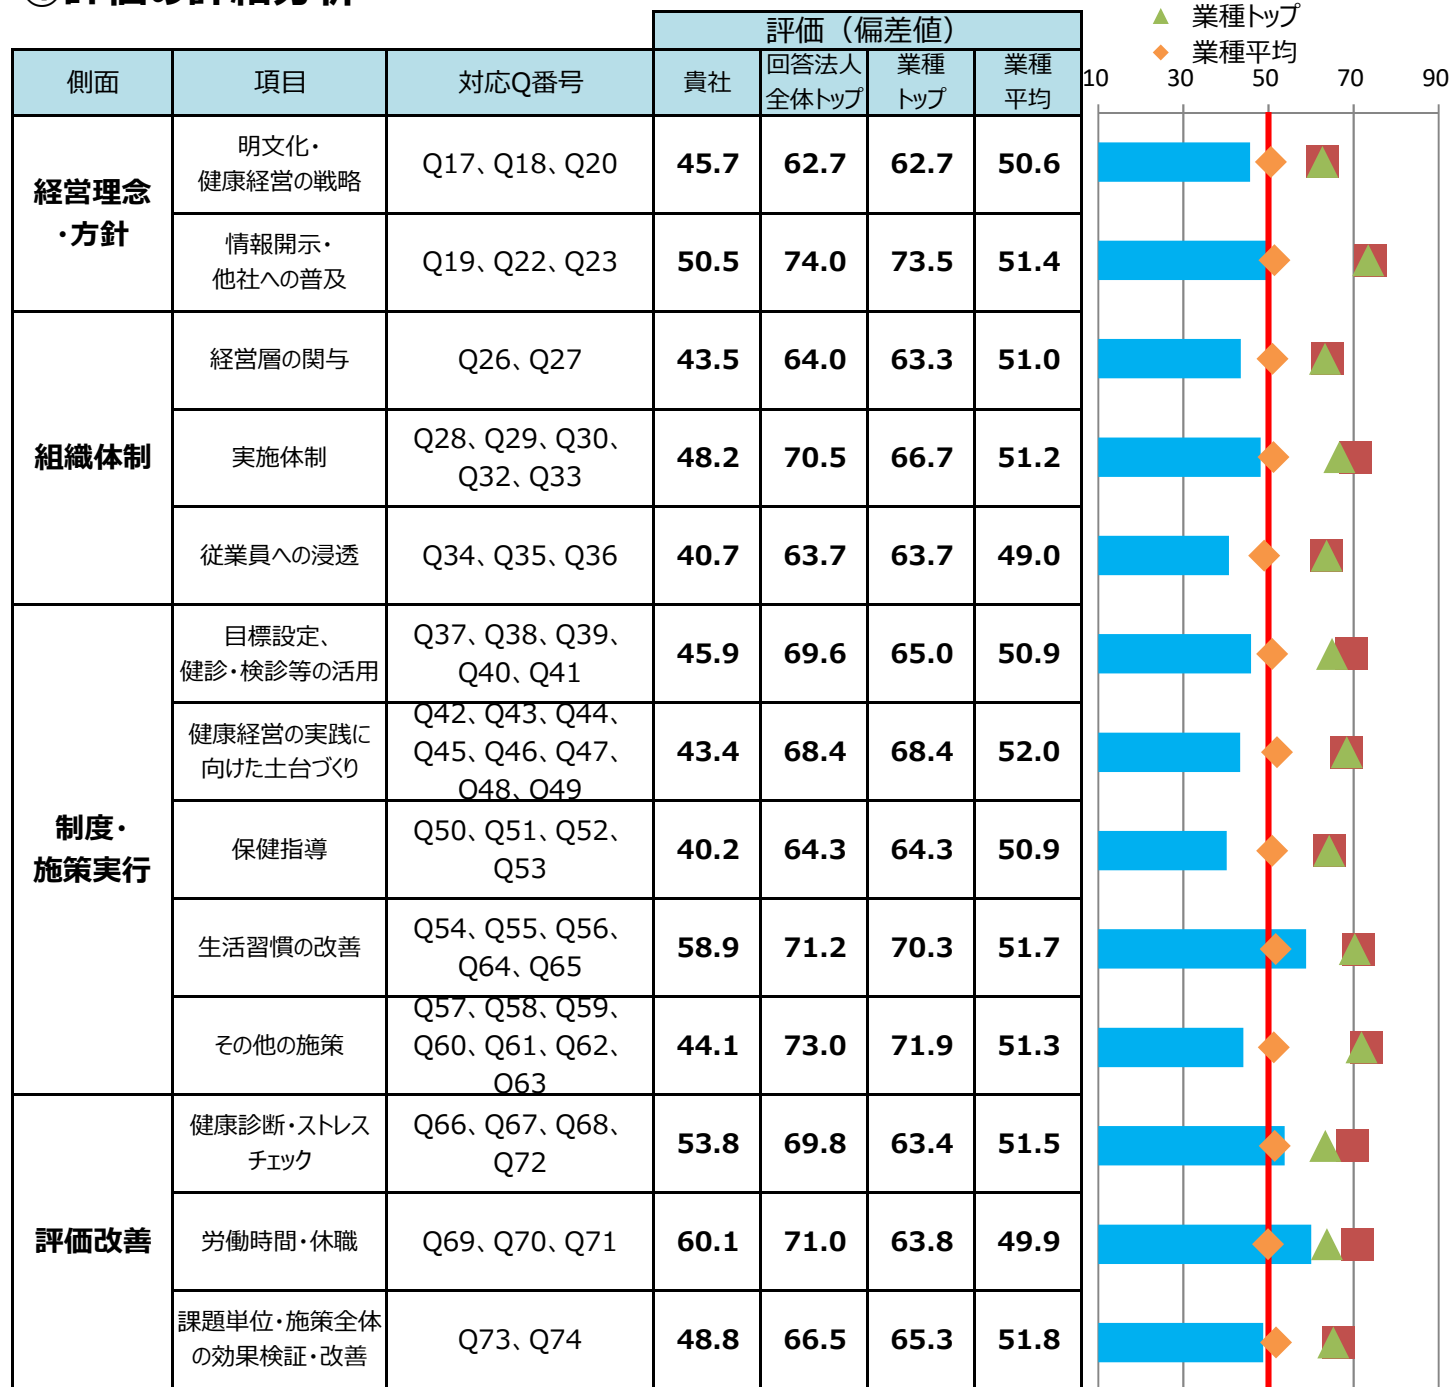 評価（偏差値）
▲ 業種トップ
◆ 業種平均
側面 項目 対応Q番号 貴社 回答法人 業種 業種
全体トップ トップ 平均
10 30 50 70 90
経営理念
・方針
明文化・
健康経営の戦略
Q17、Q18、Q20 45.7 62.7 62.7 50.6
情報開示・
他社への普及
Q19、Q22、Q23 50.5 74.0 73.5 51.4
組織体制
経営層の関与 Q26、Q27 43.5 64.0 63.3 51.0
実施体制
Q28、Q29、Q30、
Q32、Q33
48.2 70.5 66.7 51.2
従業員への浸透 Q34、Q35、Q36 40.7 63.7 63.7 49.0
制度・
施策実行
目標設定、
健診・検診等の活用
Q37、Q38、Q39、
Q40、Q41
45.9 69.6 65.0 50.9
健康経営の実践に
向けた土台づくり
Q42、Q43、Q44、
Q45、Q46、Q47、
Q48、Q49
43.4 68.4 68.4 52.0
保健指導
Q50、Q51、Q52、
Q53
40.2 64.3 64.3 50.9
生活習慣の改善
Q54、Q55、Q56、
Q64、Q65
58.9 71.2 70.3 51.7
その他の施策
Q57、Q58、Q59、
Q60、Q61、Q62、
Q63
44.1 73.0 71.9 51.3
評価改善
健康診断・ストレス
チェック
Q66、Q67、Q68、
Q72
53.8 69.8 63.4 51.5
労働時間・休職 Q69、Q70、Q71 60.1 71.0 63.8 49.9
課題単位・施策全体
の効果検証・改善
Q73、Q74 48.8 66.5 65.3 51.8